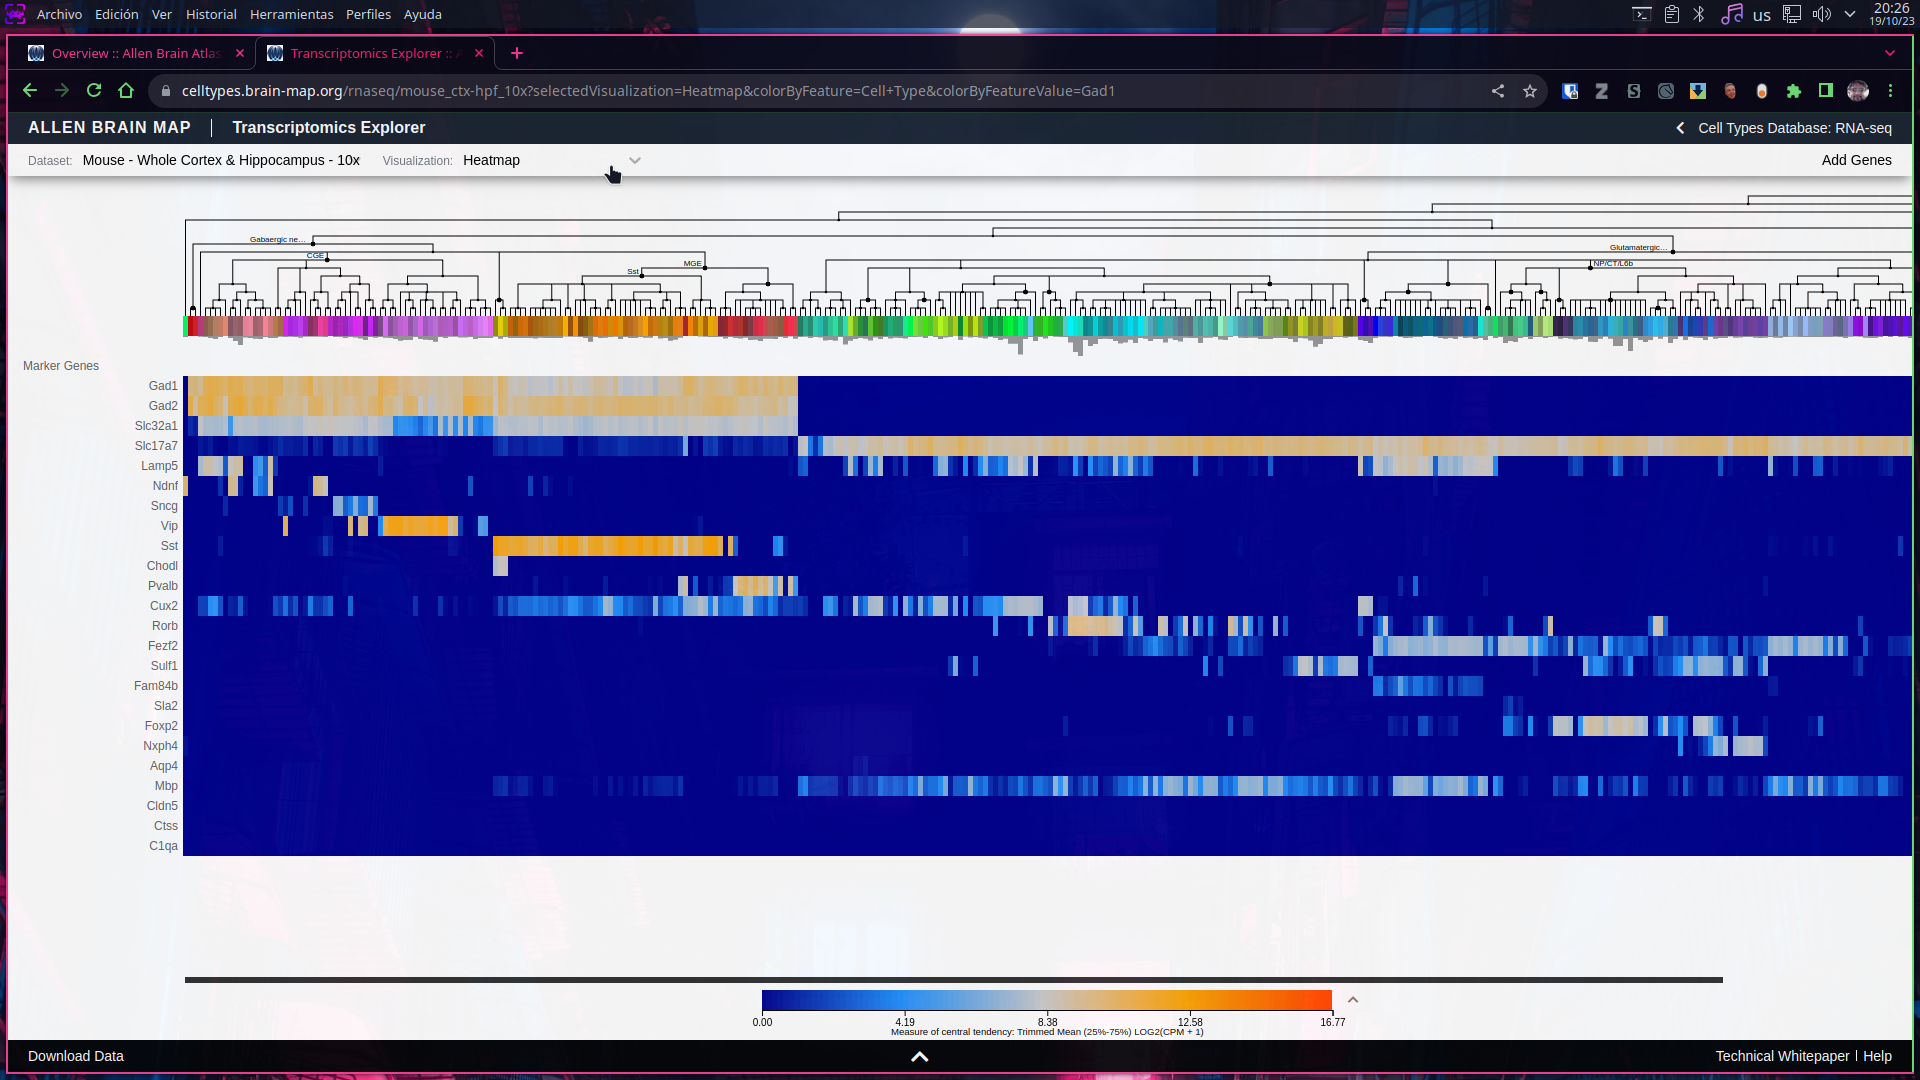 Archivo Edición Ver Historial Herramientas Perfiles Ayuda
us
20:26
19/10/23
Overview :: Allen Brain Atlas
Transcriptomics Explorer ::
celltypes.brain-map.org/rnaseq/mouse_ctx-hpf_10x?selectedVisualization=Heatmap&colorByFeature=Cell+Type&colorByFeatureValue=Gad1
ALLEN BRAIN MAP | Transcriptomics Explorer
Cell Types Database: RNA-seq
Dataset: Mouse - Whole Cortex & Hippocampus - 10x Visualization: Heatmap
Add Genes
Gabaergic ne...
Glutamatergic...
CGE
MGE
NP/CT/L6b
Sst
Marker Genes
Gad1
Gad2
Slc32a1
Slc17a7
Lamp5
Ndnf
Sncg
Vip
Sst
Chodl
Pvalb
Cux2
Rorb
Fezf2
Sulf1
Fam84b
Sla2
Foxp2
Nxph4
Aqp4
Mbp
Cldn5
Ctss
C1qa
0.00 4.19 8.38 12.58 16.77
Measure of central tendency: Trimmed Mean (25%-75%) LOG2(CPM + 1)
Download Data
Technical Whitepaper | Help